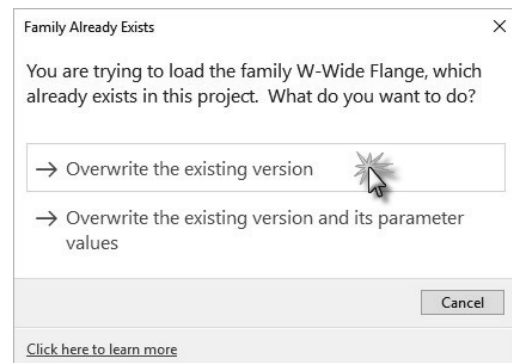 Family Already Exists
You are trying to load the family W-Wide Flange, which
already exists in this project. What do you want to do?
→ Overwrite the existing version
→ Overwrite the existing version and its parameter
values
Cancel
Click here to learn more